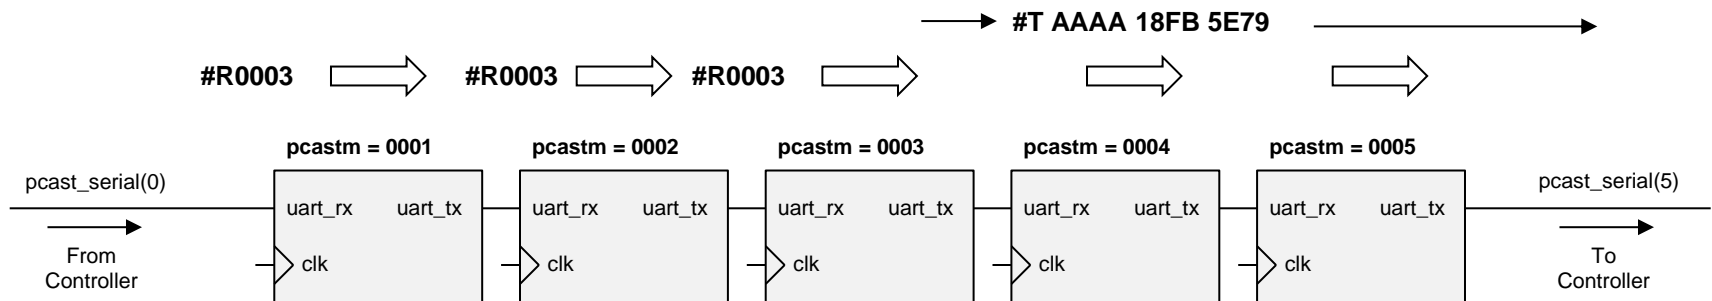 #T AAAA 18FB 5E79
#R0003 #R0003 #R0003
pcastm = 0001 pcastm = 0002 pcastm = 0003 pcastm = 0004 pcastm = 0005
pcast_serial(0) pcast_serial(5)
uart_rx uart_tx uart_rx uart_tx uart_rx uart_tx uart_rx uart_tx uart_rx uart_tx
From To
clk clk clk clk clk
Controller Controller